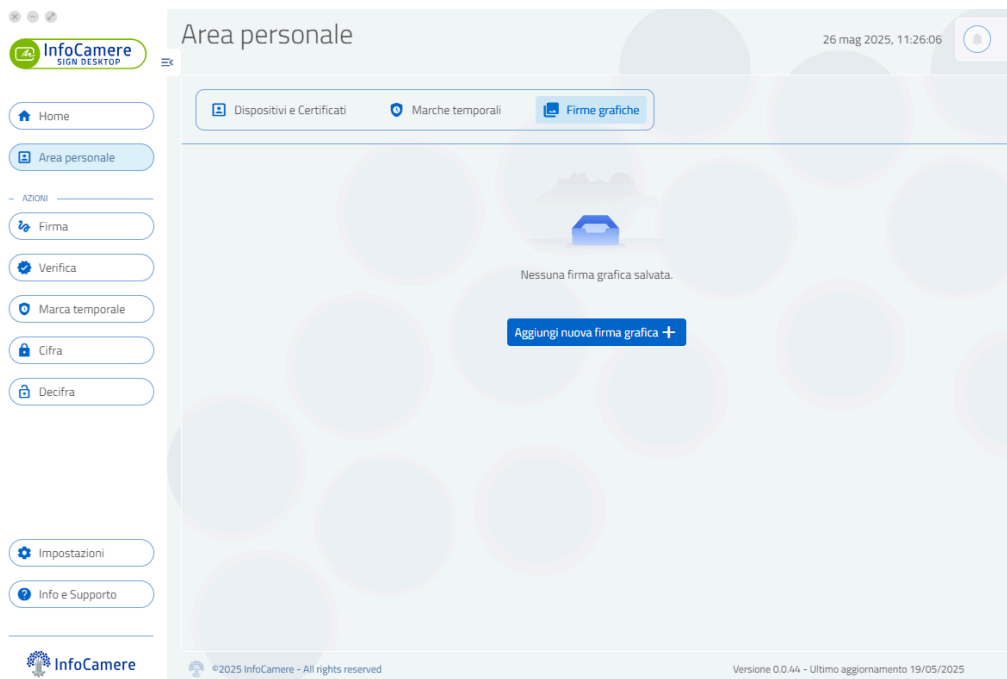 InfoCamere
SIGN DESKTOP
Home
Area personale
AZIONI
Firma
Verifica
Marca temporale
Cifra
Decifra
Impostazioni
Info e Supporto
InfoCamere
Area personale
26 mag 2025, 11:26:06
Dispositivi e Certificati
Marche temporali
Firme grafiche
Nessuna firma grafica salvata.
Aggiungi nuova firma grafica +
©2025 InfoCamere - All rights reserved
Versione 0.0.44 - Ultimo aggiornamento 19/05/2025